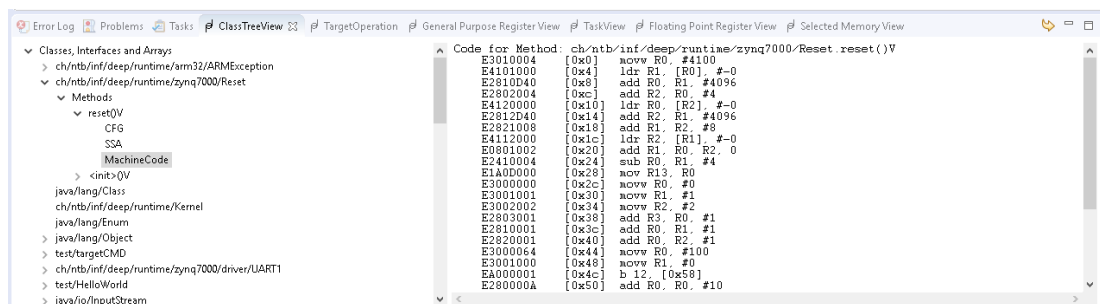 Error Log Problems Tasks ClassTreeView TargetOperation General Purpose Register View TaskView Floating Point Register View Selected Memory View
Classes, Interfaces and Arrays
ch/ntb/inf/deep/runtime/arm32/ARMException
ch/ntb/inf/deep/runtime/zynq7000/Reset
Methods
reset()V
CFG
SSA
MachineCode
<init>()V
java/lang/Class
ch/ntb/inf/deep/runtime/Kernel
java/lang/Enum
java/lang/Object
test/targetCMD
ch/ntb/inf/deep/runtime/zynq7000/driver/UART1
test/HelloWorld
java/io/InputStream
Code for Method: ch/ntb/inf/deep/runtime/zynq7000/Reset.reset()V
E3010004 [0x0] movw R0, #4100
E4101000 [0x4] ldr R1, [R0], #-0
E2810D40 [0x8] add R0, R1, #4096
E2802004 [0xc] add R2, R0, #4
E4120000 [0x10] ldr R0, [R2], #-0
E2812D40 [0x14] add R2, R1, #4096
E2821008 [0x18] add R1, R2, #8
E4112000 [0x1c] ldr R2, [R1], #-0
E0801002 [0x20] add R1, R0, R2, 0
E2410004 [0x24] sub R0, R1, #4
E1A0D000 [0x28] mov R13, R0
E3000000 [0x2c] movw R0, #0
E3001001 [0x30] movw R1, #1
E3002002 [0x34] movw R2, #2
E2803001 [0x38] add R3, R0, #1
E2810001 [0x3c] add R0, R1, #1
E2820001 [0x40] add R0, R2, #1
E3000064 [0x44] movw R0, #100
E3001000 [0x48] movw R1, #0
EA000001 [0x4c] b 12, [0x58]
E280000A [0x50] add R0, R0, #10